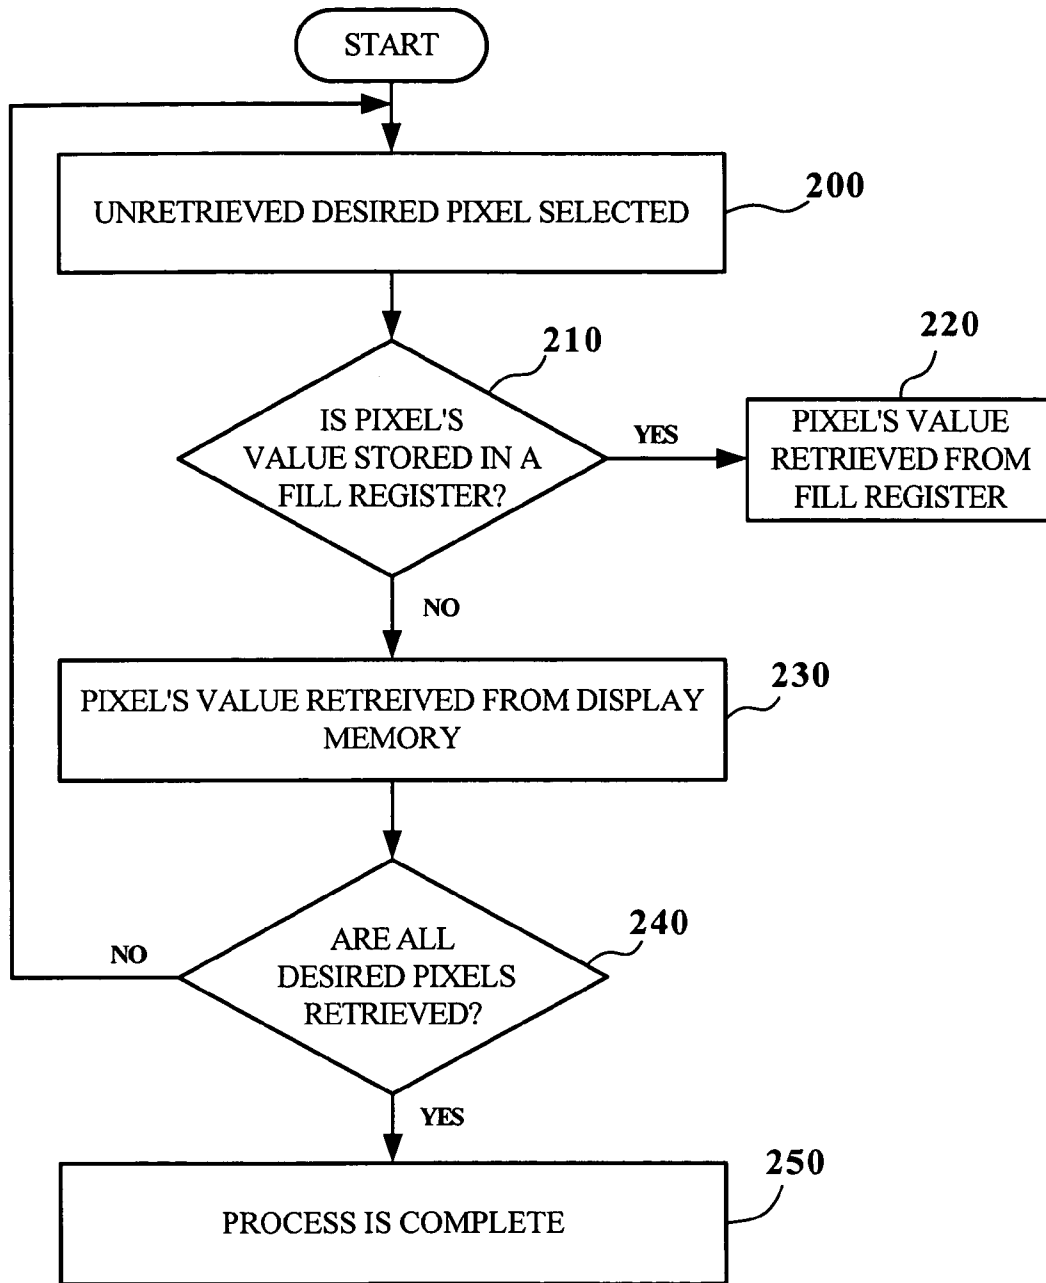 START
UNRETRIEVED DESIRED PIXEL SELECTED
200
210
IS PIXEL'S
VALUE STORED IN A
FILL REGISTER?
YES
220
PIXEL'S VALUE
RETRIEVED FROM
FILL REGISTER
NO
PIXEL'S VALUE RETREIVED FROM DISPLAY
MEMORY
230
ARE ALL
DESIRED PIXELS
RETRIEVED?
240
NO
YES
PROCESS IS COMPLETE
250